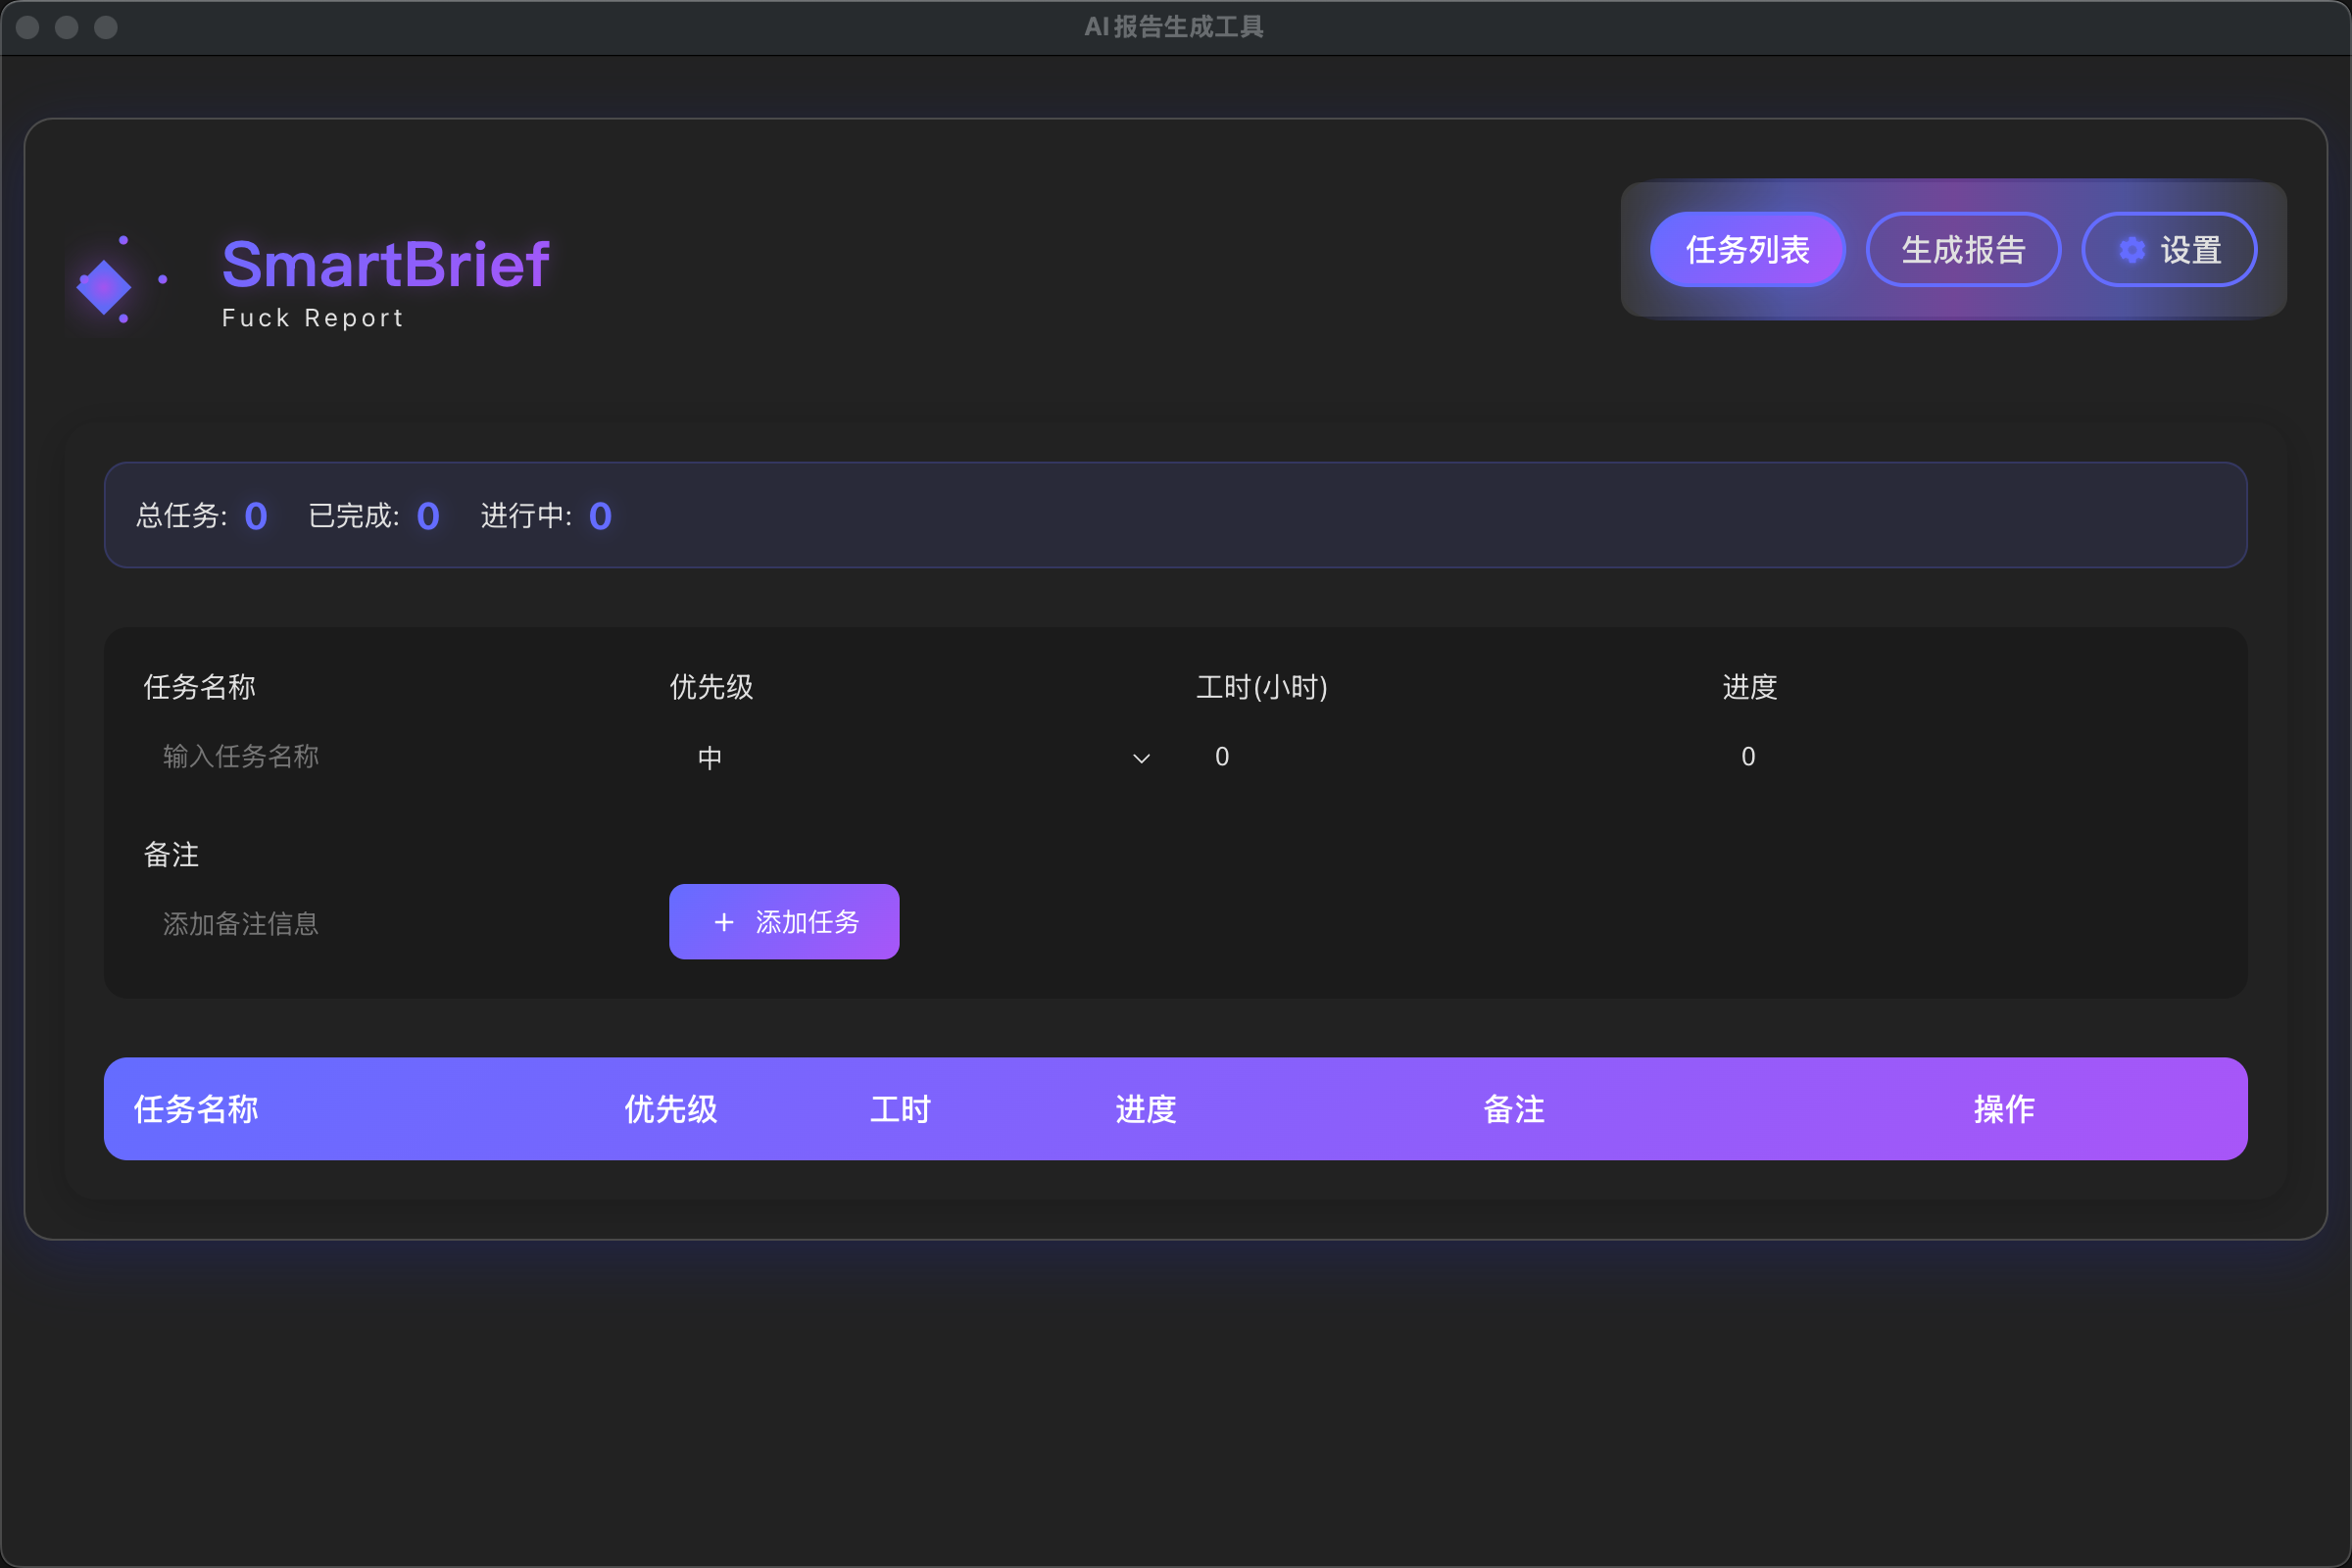 AI报告生成工具
SmartBrief
Fuck Report
任务列表 生成报告 设置
总任务: 0 已完成: 0 进行中: 0
任务名称 优先级 工时(小时) 进度
输入任务名称 中 0 0
备注
添加备注信息 + 添加任务
任务名称 优先级 工时 进度 备注 操作